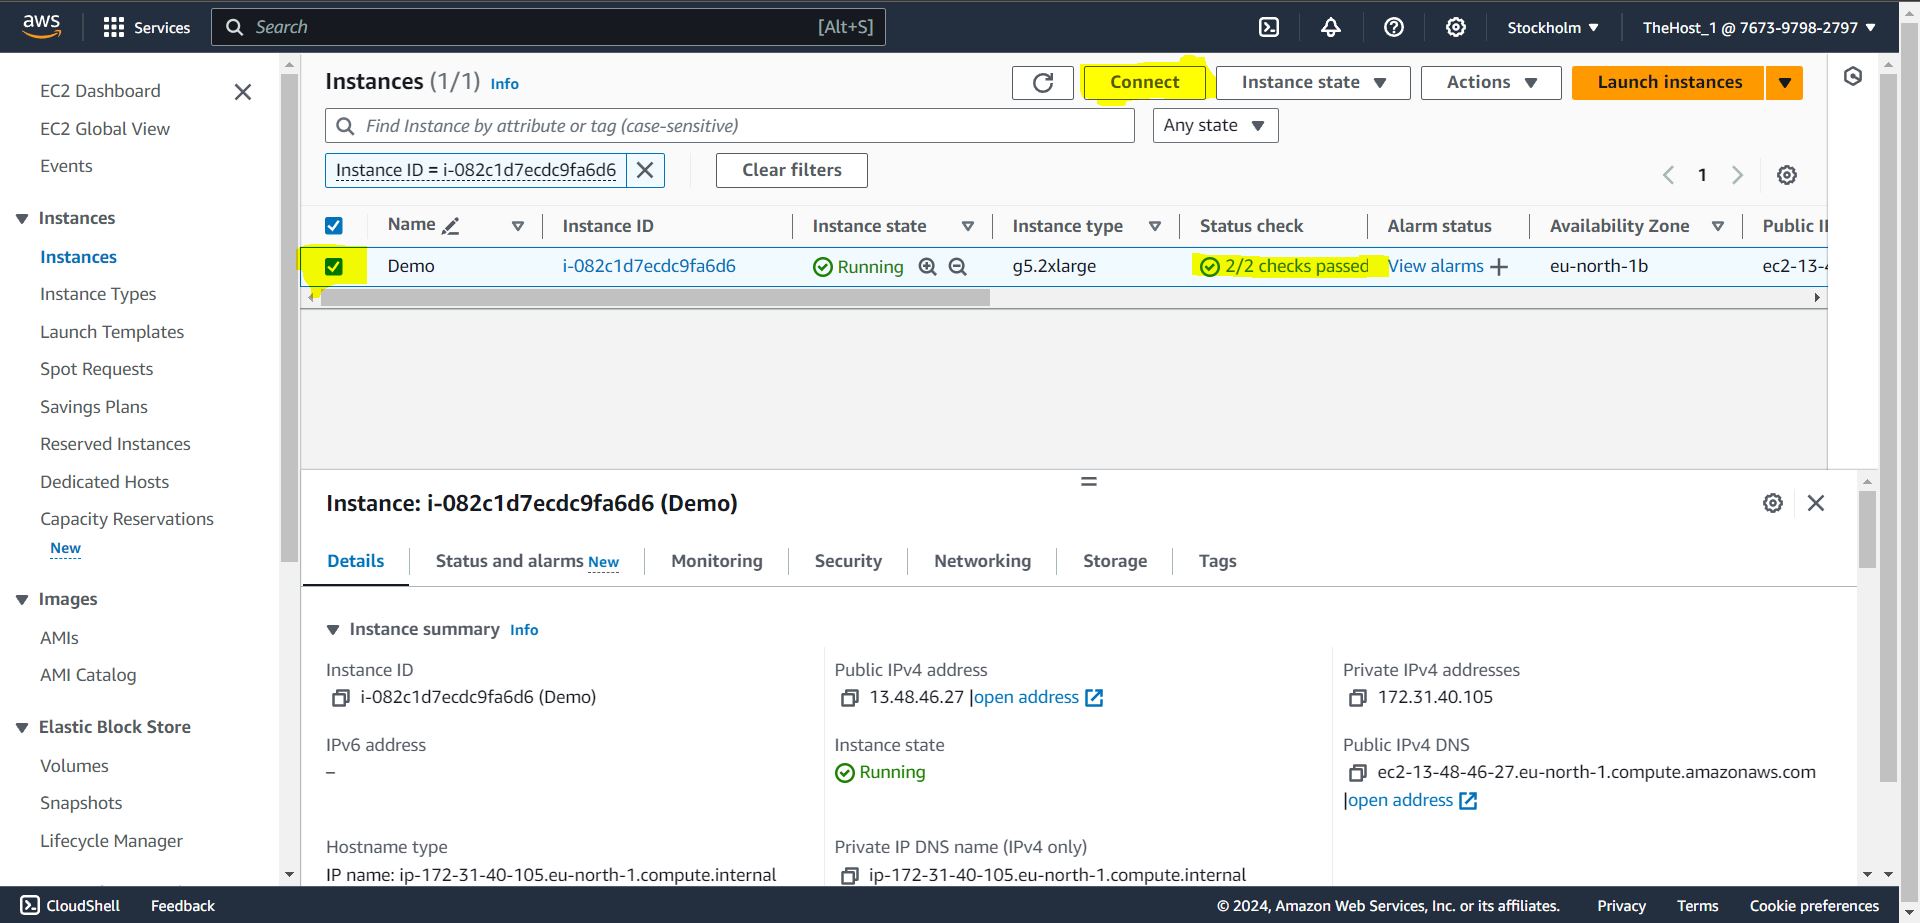 aws
Services
Search
[Alt+S]
Stockholm
TheHost_1 @ 7673-9798-2797
EC2 Dashboard
EC2 Global View
Events
Instances
Instances
Instance Types
Launch Templates
Spot Requests
Savings Plans
Reserved Instances
Dedicated Hosts
Capacity Reservations
New
Images
AMIs
AMI Catalog
Elastic Block Store
Volumes
Snapshots
Lifecycle Manager
Instances (1/1) Info
Connect
Instance state
Actions
Launch instances
Find Instance by attribute or tag (case-sensitive)
Any state
Instance ID = i-082c1d7ecdc9fa6d6
Clear filters
1
Name Instance ID Instance state Instance type Status check Alarm status Availability Zone Public
Demo i-082c1d7ecdc9fa6d6 Running g5.2xlarge 2/2 checks passed View alarms + eu-north-1b ec2-13-
Instance: i-082c1d7ecdc9fa6d6 (Demo)
Details
Status and alarms New
Monitoring
Security
Networking
Storage
Tags
Instance summary Info
Instance ID
i-082c1d7ecdc9fa6d6 (Demo)
Public IPv4 address
13.48.46.27 |open address
Private IPv4 addresses
172.31.40.105
IPv6 address
–
Instance state
Running
Public IPv4 DNS
ec2-13-48-46-27.eu-north-1.compute.amazonaws.com
|open address
Hostname type
IP name: ip-172-31-40-105.eu-north-1.compute.internal
Private IP DNS name (IPv4 only)
ip-172-31-40-105.eu-north-1.compute.internal
CloudShell
Feedback
© 2024, Amazon Web Services, Inc. or its affiliates.
Privacy
Terms
Cookie preferences